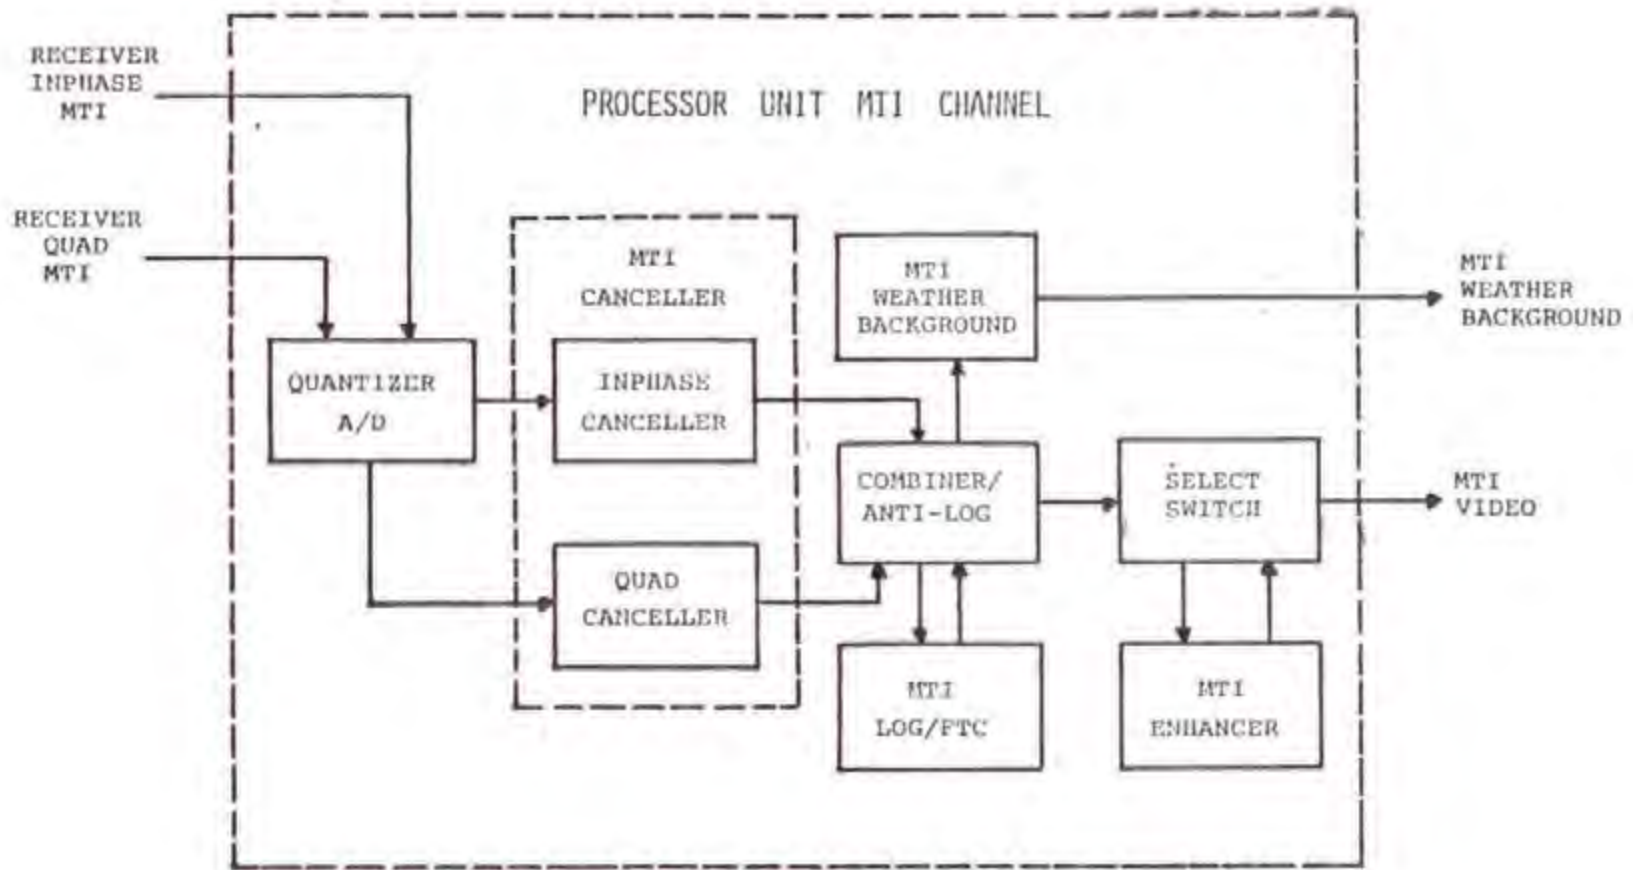 RECEIVER
INPHASE
MTI
PROCESSOR UNIT MTI CHANNEL
RECEIVER
QUAD
MTI
MTI
CANCELLER
MTI
WEATHER
BACKGROUND
MTI
WEATHER
BACKGROUND
QUANTIZER
A/D
INPHASE
CANCELLER
COMBINER/
ANTI-LOG
SELECT
SWITCH
MTI
VIDEO
QUAD
CANCELLER
MTI
LOG/FTC
MTI
ENHANCER